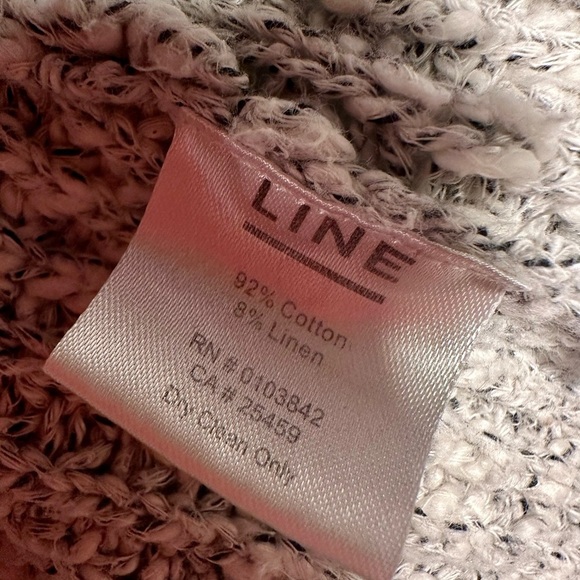 LINE
92% Cotton
8% Linen
RN # 0103842
CA # 25459
Dry Clean Only